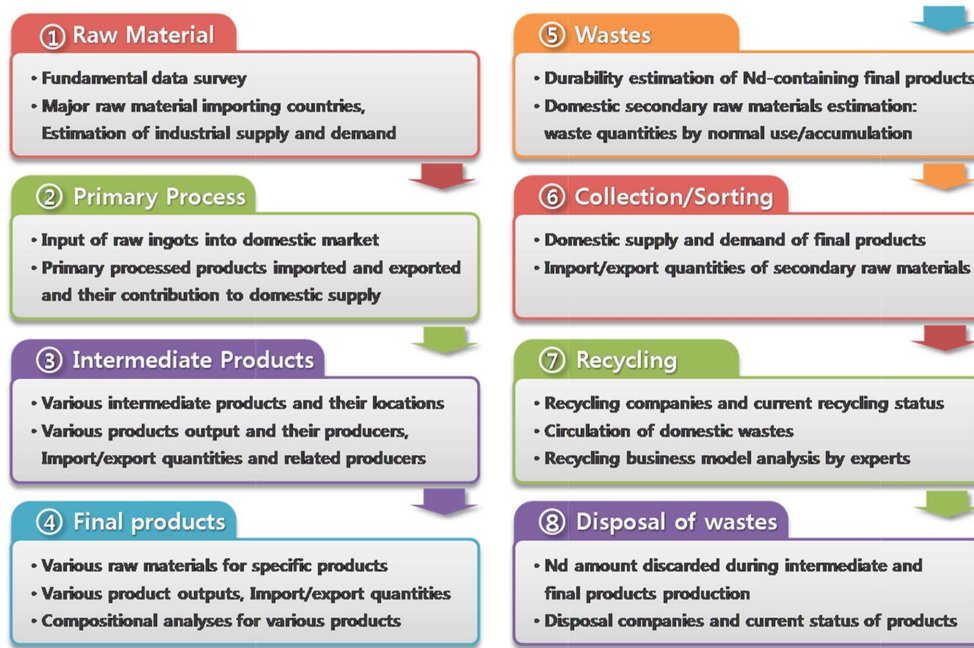 ① Raw Material
• Fundamental data survey
• Major raw material importing countries,
Estimation of industrial supply and demand
② Primary Process
• Input of raw ingots into domestic market
• Primary processed products imported and exported
and their contribution to domestic supply
③ Intermediate Products
• Various intermediate products and their locations
• Various products output and their producers,
Import/export quantities and related producers
④ Final products
• Various raw materials for specific products
• Various product outputs, Import/export quantities
• Compositional analyses for various products
⑤ Wastes
• Durability estimation of Nd-containing final products
• Domestic secondary raw materials estimation:
waste quantities by normal use/accumulation
⑥ Collection/Sorting
• Domestic supply and demand of final products
• Import/export quantities of secondary raw materials
⑦ Recycling
• Recycling companies and current recycling status
• Circulation of domestic wastes
• Recycling business model analysis by experts
⑧ Disposal of wastes
• Nd amount discarded during intermediate and
final products production
• Disposal companies and current status of products